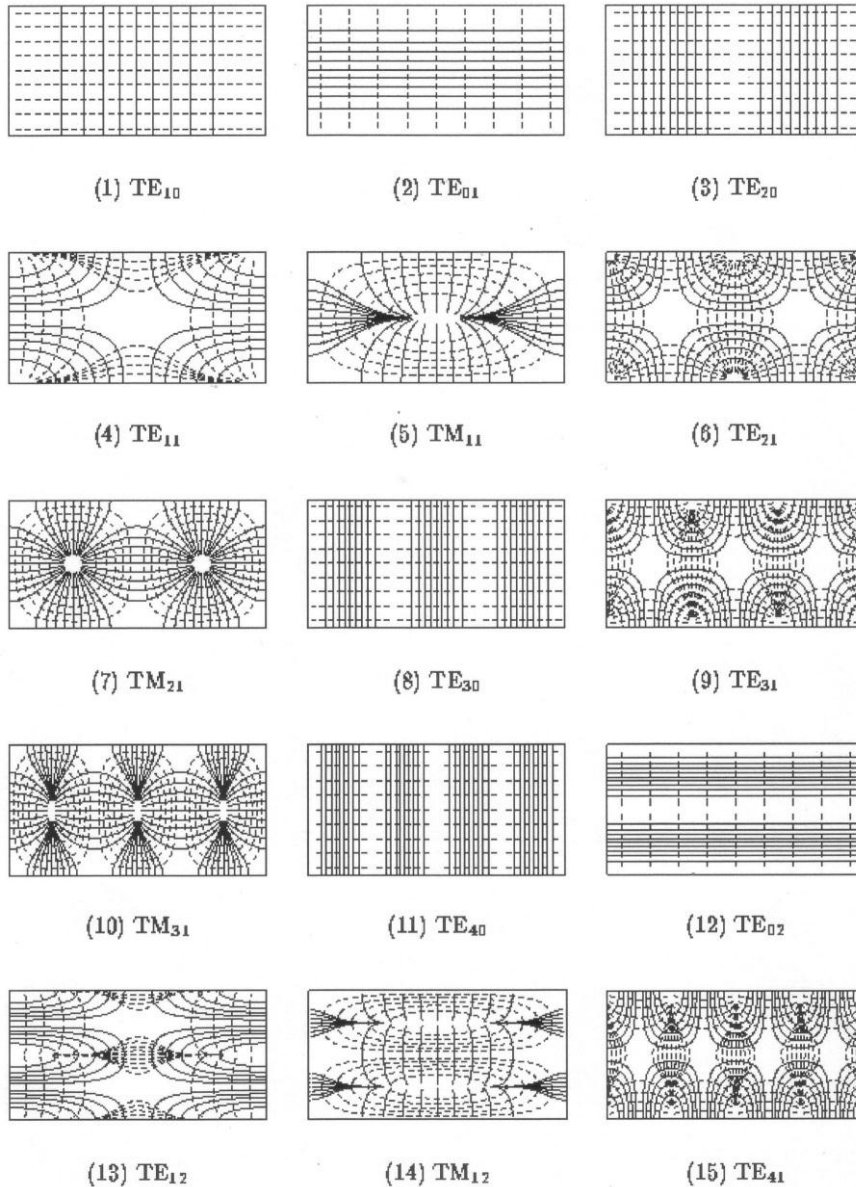 (1) TE₁₀
(2) TE₀₁
(3) TE₂₀
(4) TE₁₁
(5) TM₁₁
(6) TE₂₁
(7) TM₂₁
(8) TE₃₀
(9) TE₃₁
(10) TM₃₁
(11) TE₄₀
(12) TE₀₂
(13) TE₁₂
(14) TM₁₂
(15) TE₄₁